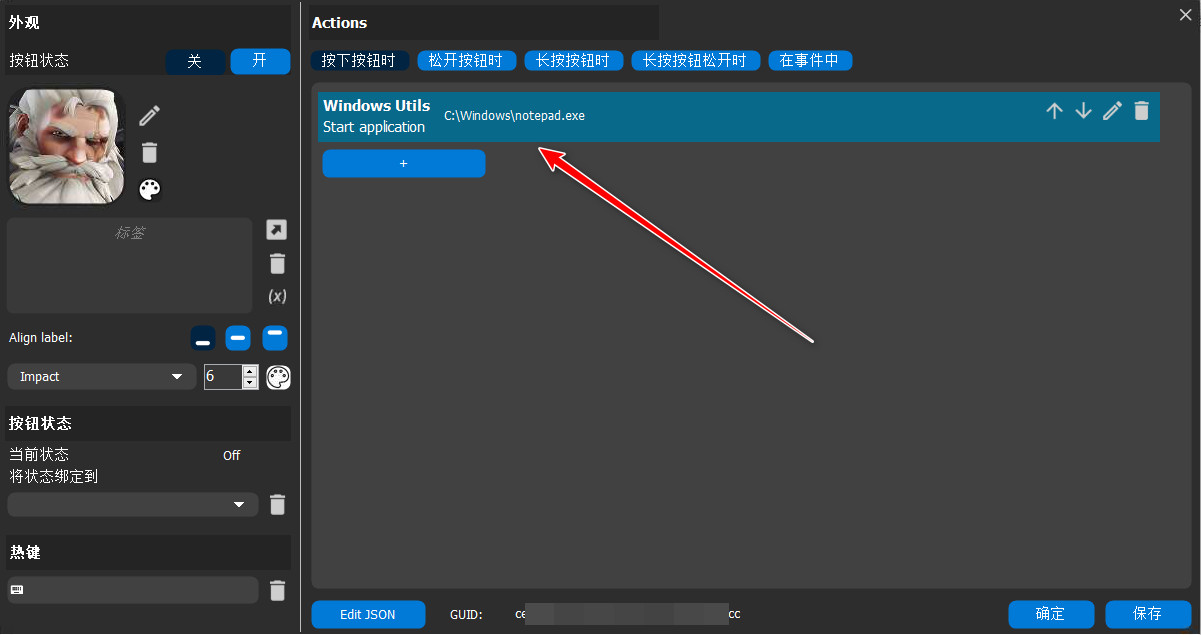 外观
按钮状态
关
开
标签
(x)
Align label:
Impact
6
按钮状态
当前状态
Off
将状态绑定到
热键
Actions
按下按钮时
松开按钮时
长按按钮时
长按按钮松开时
在事件中
Windows Utils
C:\Windows\notepad.exe
Start application
+
Edit JSON
GUID:
ce
cc
确定
保存